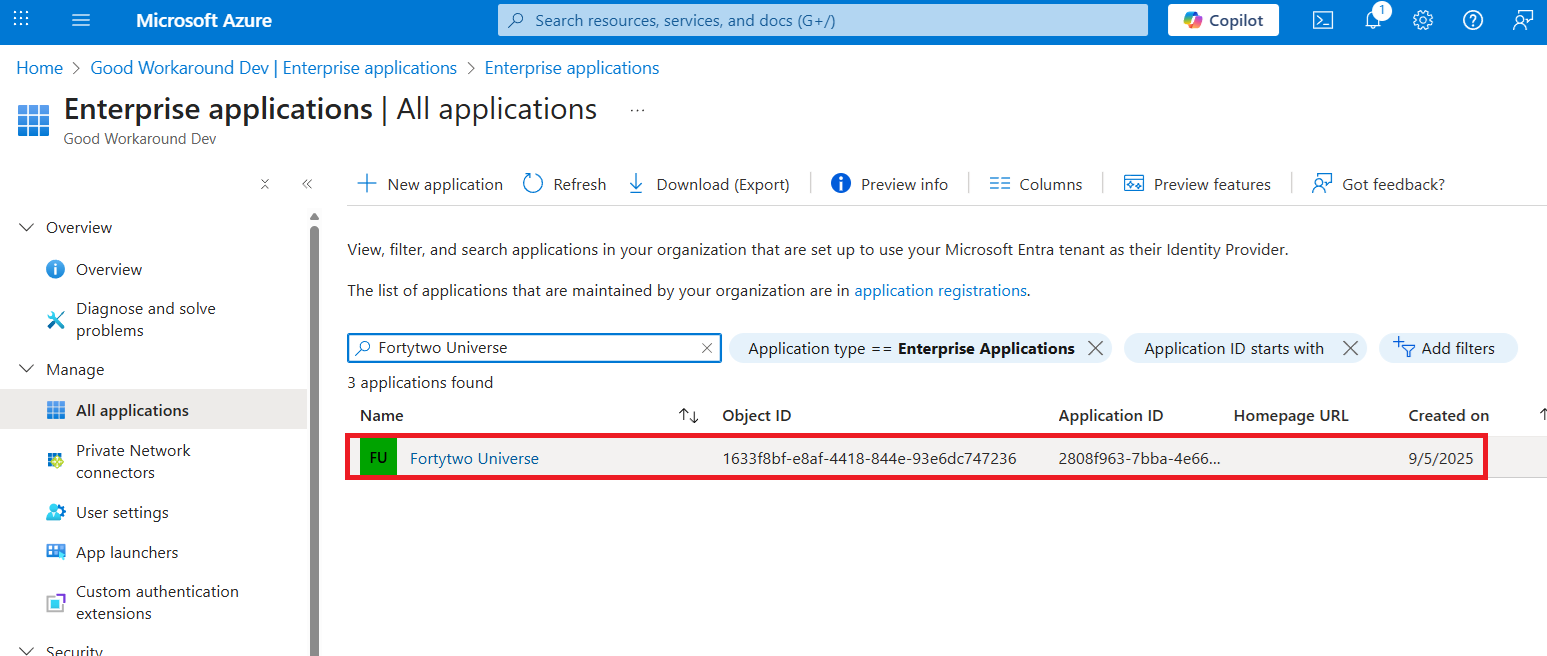 Microsoft Azure
Search resources, services, and docs (G+/)
Copilot
1
Home > Good Workaround Dev | Enterprise applications > Enterprise applications
Enterprise applications | All applications ...
Good Workaround Dev
New application
Refresh
Download (Export)
Preview info
Columns
Preview features
Got feedback?
Overview
Overview
Diagnose and solve
problems
Manage
All applications
Private Network
connectors
User settings
App launchers
Custom authentication
extensions
Security
View, filter, and search applications in your organization that are set up to use your Microsoft Entra tenant as their Identity Provider.
The list of applications that are maintained by your organization are in application registrations.
Fortytwo Universe
Application type == Enterprise Applications
Application ID starts with
Add filters
3 applications found
Name Object ID Application ID Homepage URL Created on
FU Fortytwo Universe 1633f8bf-e8af-4418-844e-93e6dc747236 2808f963-7bba-4e66... 9/5/2025